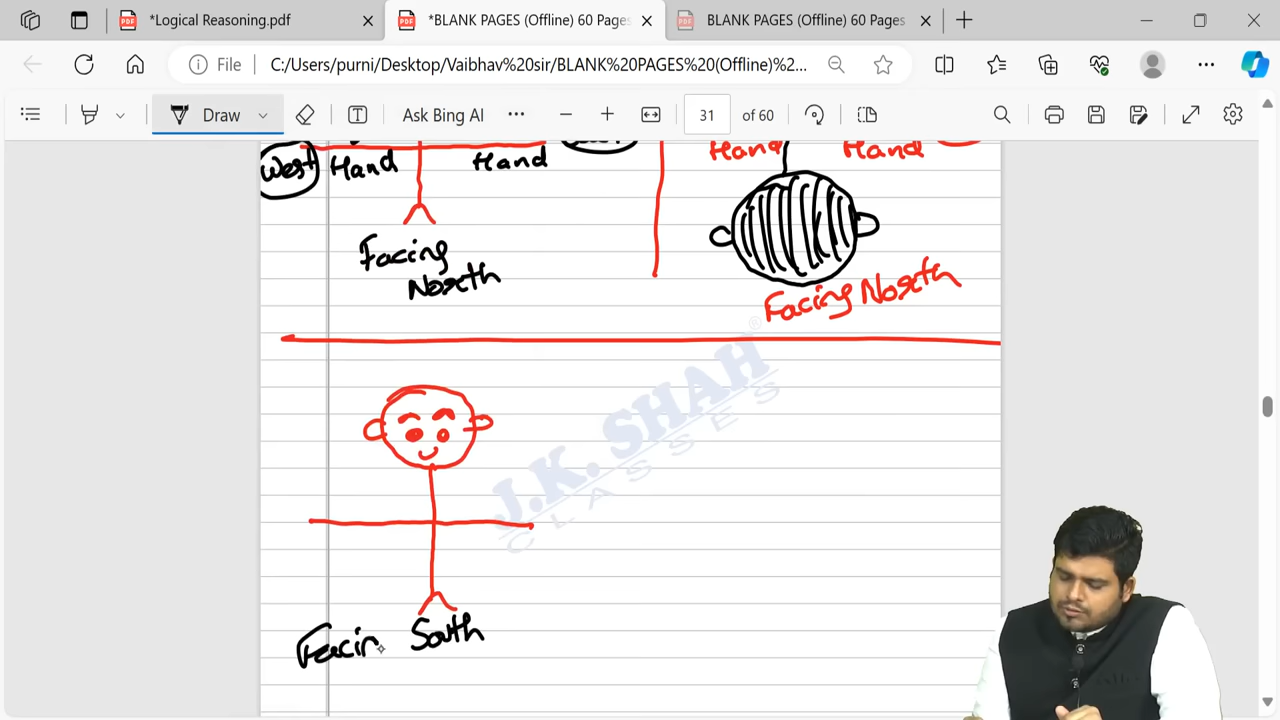 *Logical Reasoning.pdf
*BLANK PAGES (Offline) 60 Pages
BLANK PAGES (Offline) 60 Pages
File
C:/Users/purni/Desktop/Vaibhav%20sir/BLANK%20PAGES%20(Offline)%2...
Draw
Ask Bing AI
31
of 60
West
Hand
Hand
Hand
Hand
Facing
North
Facing North
J.K. SHAH®
CLASSES
Facin South